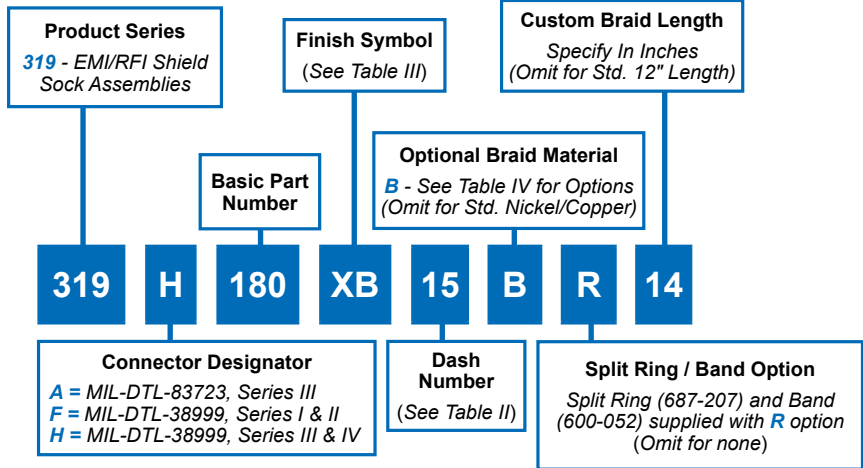 Product Series
319 - EMI/RFI Shield
Sock Assemblies
Finish Symbol
(See Table III)
Custom Braid Length
Specify In Inches
(Omit for Std. 12" Length)
Basic Part
Number
Optional Braid Material
B - See Table IV for Options
(Omit for Std. Nickel/Copper)
319 H 180 XB 15 B R 14
Connector Designator
A = MIL-DTL-83723, Series III
F = MIL-DTL-38999, Series I & II
H = MIL-DTL-38999, Series III & IV
Dash
Number
(See Table II)
Split Ring / Band Option
Split Ring (687-207) and Band
(600-052) supplied with R option
(Omit for none)